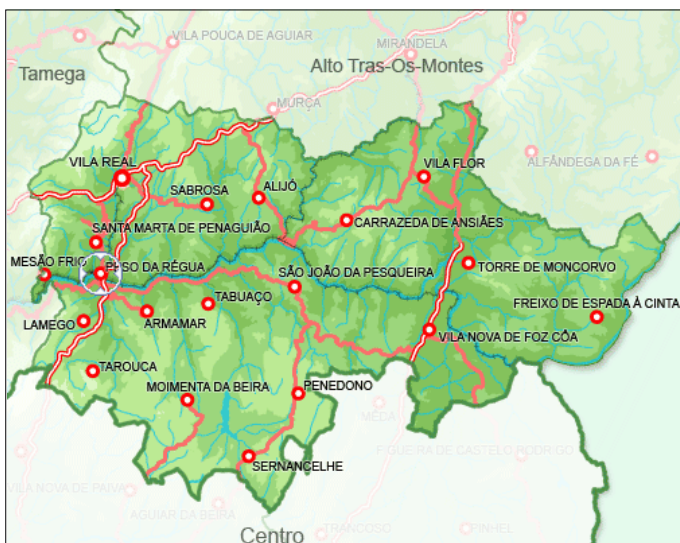 VILA POUCA DE AGUIAR
MIRANDELA
Tamega
Alto Tras-Os-Montes
MURÇA
VILA REAL
VILA FLOR
ALFÂNDEGA DA FÉ
SABROSA
ALIJÓ
CARRAZEDA DE ANSIÃES
SANTA MARTA DE PENAGUIÃO
MESÃO FRIO
PESO DA RÉGUA
SÃO JOÃO DA PESQUEIRA
TORRE DE MONCORVO
TABUAÇO
FREIXO DE ESPADA À CINTA
LAMEGO
ARMAMAR
VILA NOVA DE FOZ CÔA
TAROUCA
MOIMENTA DA BEIRA
PENEDONO
MÊDA
SERNANCELHE
FIGUEIRA DE CASTELO RODRIGO
VILA NOVA DE PAIVA
AGUIAR DA BEIRA
Centro
TRANCOSO
PINHEL